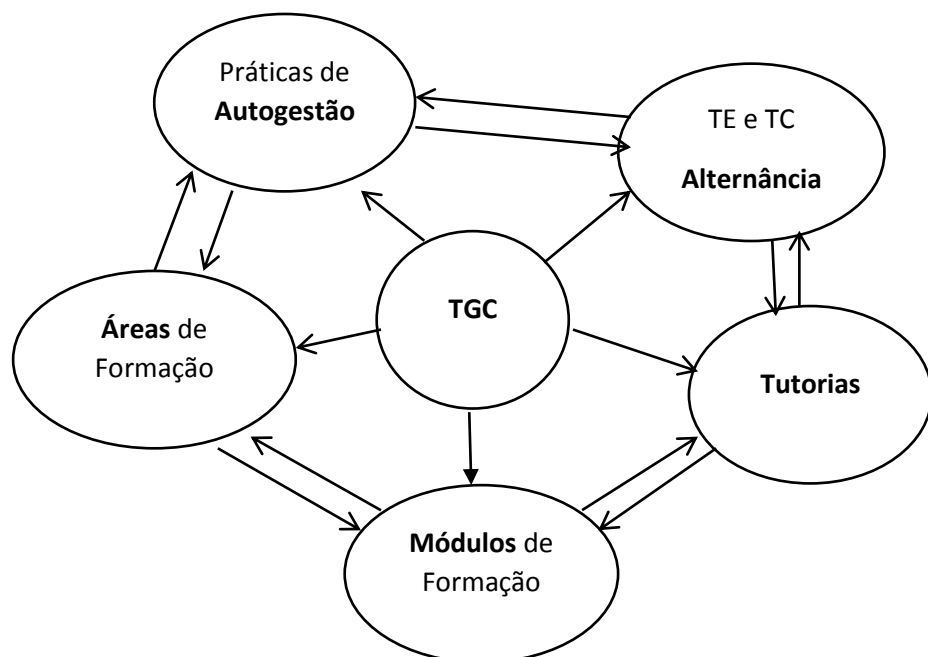 Práticas de
Autogestão
TE e TC
Alternância
TGC
Áreas de
Formação
Tutorias
Módulos de
Formação